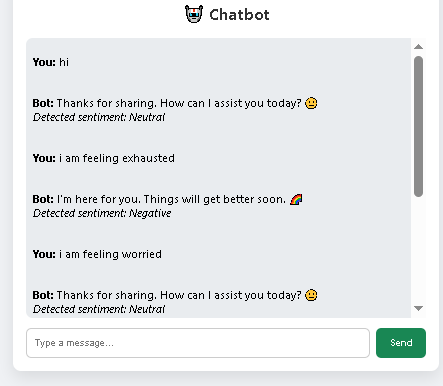 🤖 Chatbot
You: hi
Bot: Thanks for sharing. How can I assist you today? 😐
Detected sentiment: Neutral
You: i am feeling exhausted
Bot: I'm here for you. Things will get better soon. 🌈
Detected sentiment: Negative
You: i am feeling worried
Bot: Thanks for sharing. How can I assist you today? 😐
Detected sentiment: Neutral
Type a message... Send